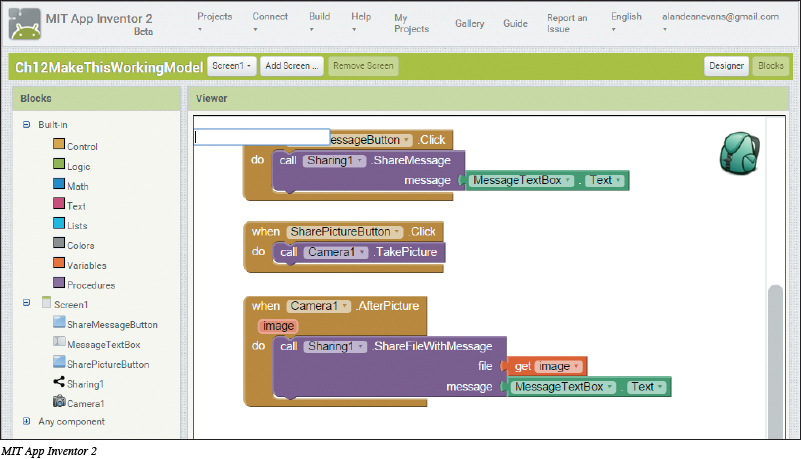 MIT App Inventor 2
Beta
Projects
Connect
Build
Help
My Projects
Gallery
Guide
Report an Issue
English
alandeanevans@gmail.com
Ch12MakeThisWorkingModel
Screen1
Add Screen ...
Remove Screen
Designer
Blocks
Blocks
Viewer
Built-in
Control
Logic
Math
Text
Lists
Colors
Variables
Procedures
Screen1
ShareMessageButton
MessageTextBox
SharePictureButton
Sharing1
Camera1
Any component
essageButton .Click
do call Sharing1 .ShareMessage
message MessageTextBox . Text
when SharePictureButton .Click
do call Camera1 .TakePicture
when Camera1 .AfterPicture
image
do call Sharing1 .ShareFileWithMessage
file get image
message MessageTextBox . Text
MIT App Inventor 2